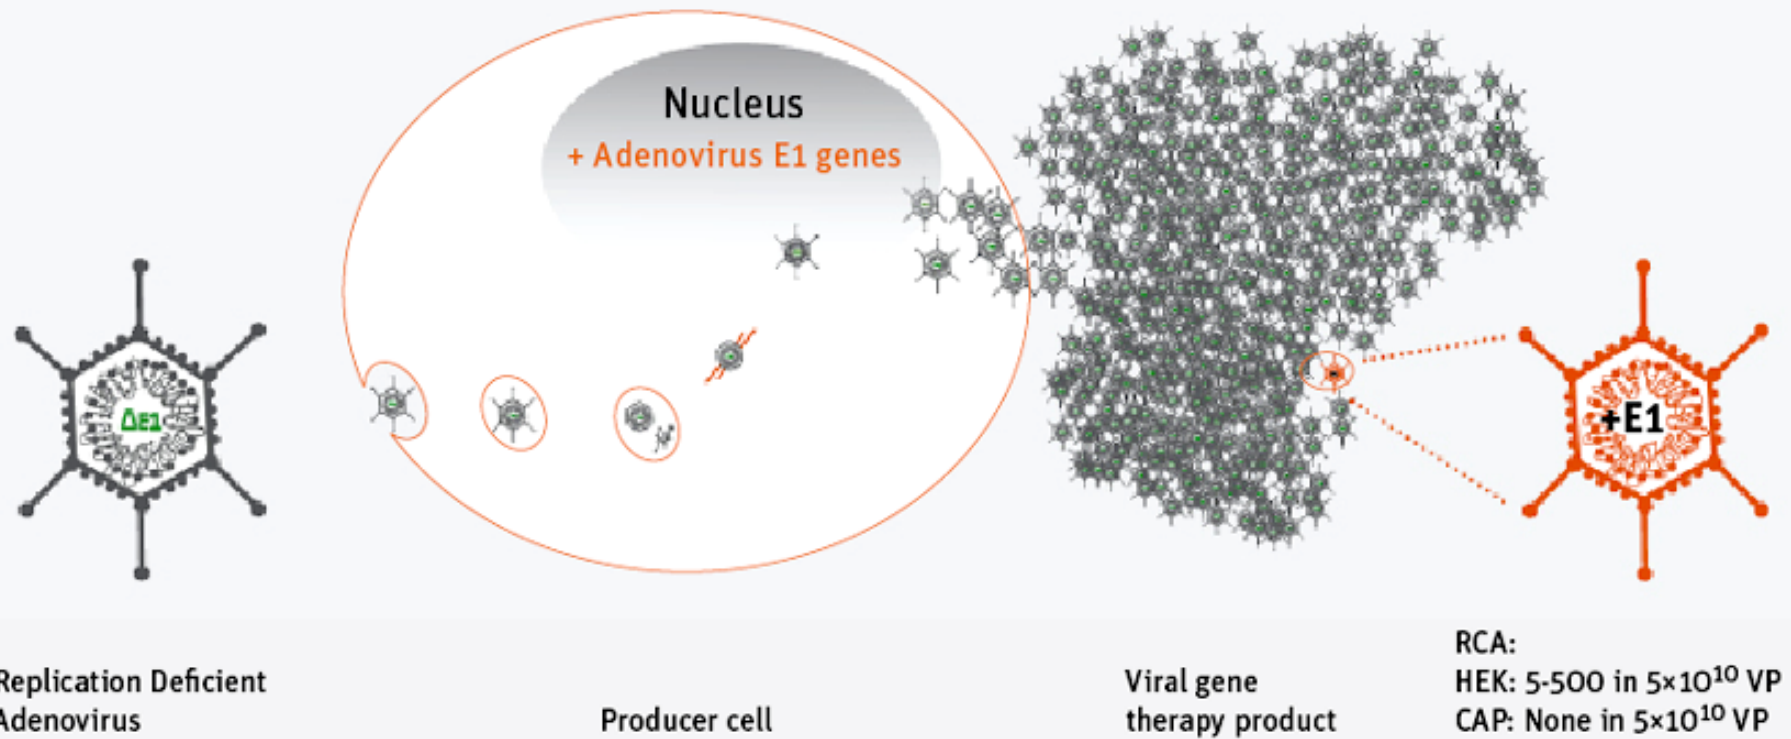 Nucleus
+ Adenovirus E1 genes
ΔE1
+E1
Replication Deficient
Adenovirus
Producer cell
Viral gene
therapy product
RCA:
HEK: 5-500 in 5×10¹⁰ VP
CAP: None in 5×10¹⁰ VP